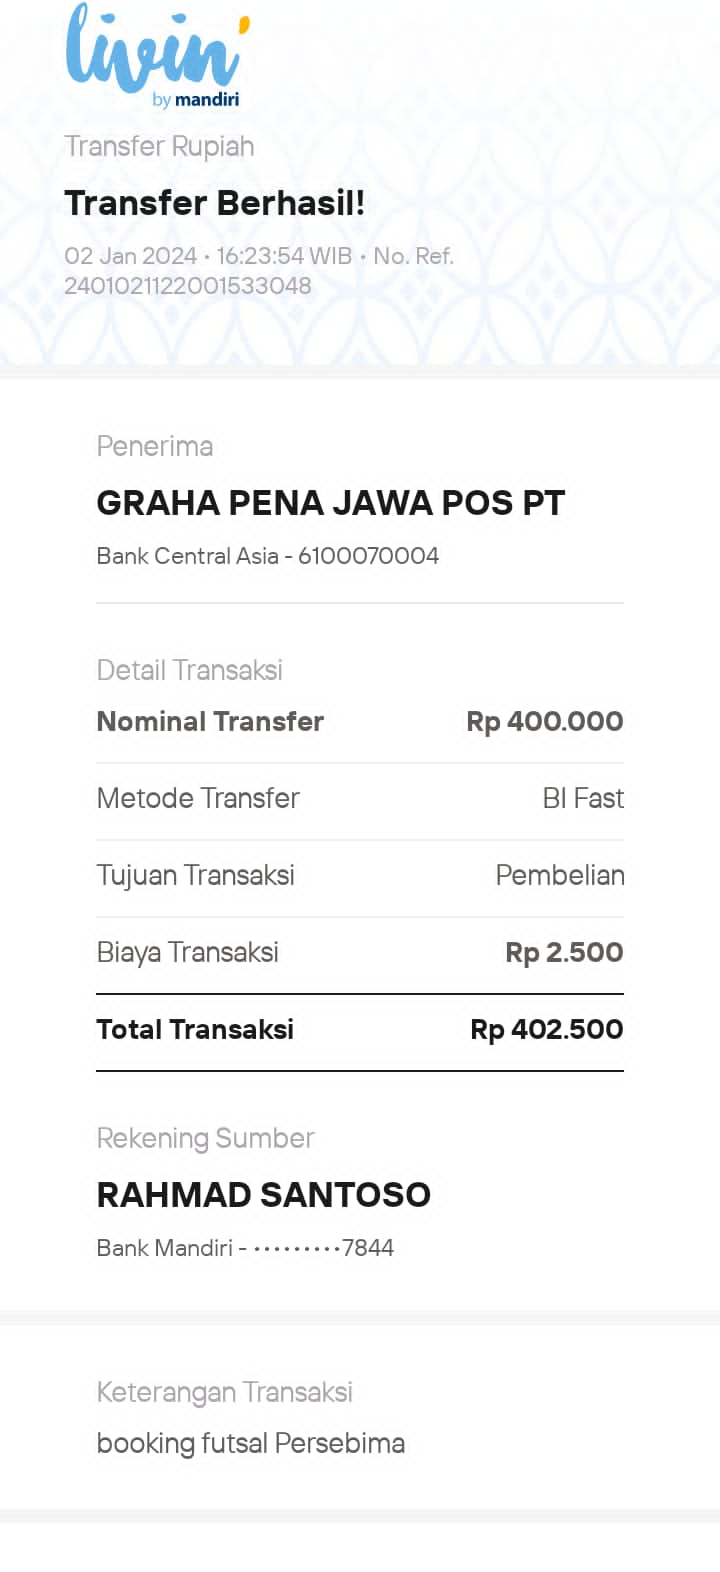 livin'
by mandiri
Transfer Rupiah
Transfer Berhasil!
02 Jan 2024 • 16:23:54 WIB • No. Ref.
2401021122001533048
Penerima
GRAHA PENA JAWA POS PT
Bank Central Asia - 6100070004
Detail Transaksi
Nominal Transfer Rp 400.000
Metode Transfer BI Fast
Tujuan Transaksi Pembelian
Biaya Transaksi Rp 2.500
Total Transaksi Rp 402.500
Rekening Sumber
RAHMAD SANTOSO
Bank Mandiri - •••••••••7844
Keterangan Transaksi
booking futsal Persebima